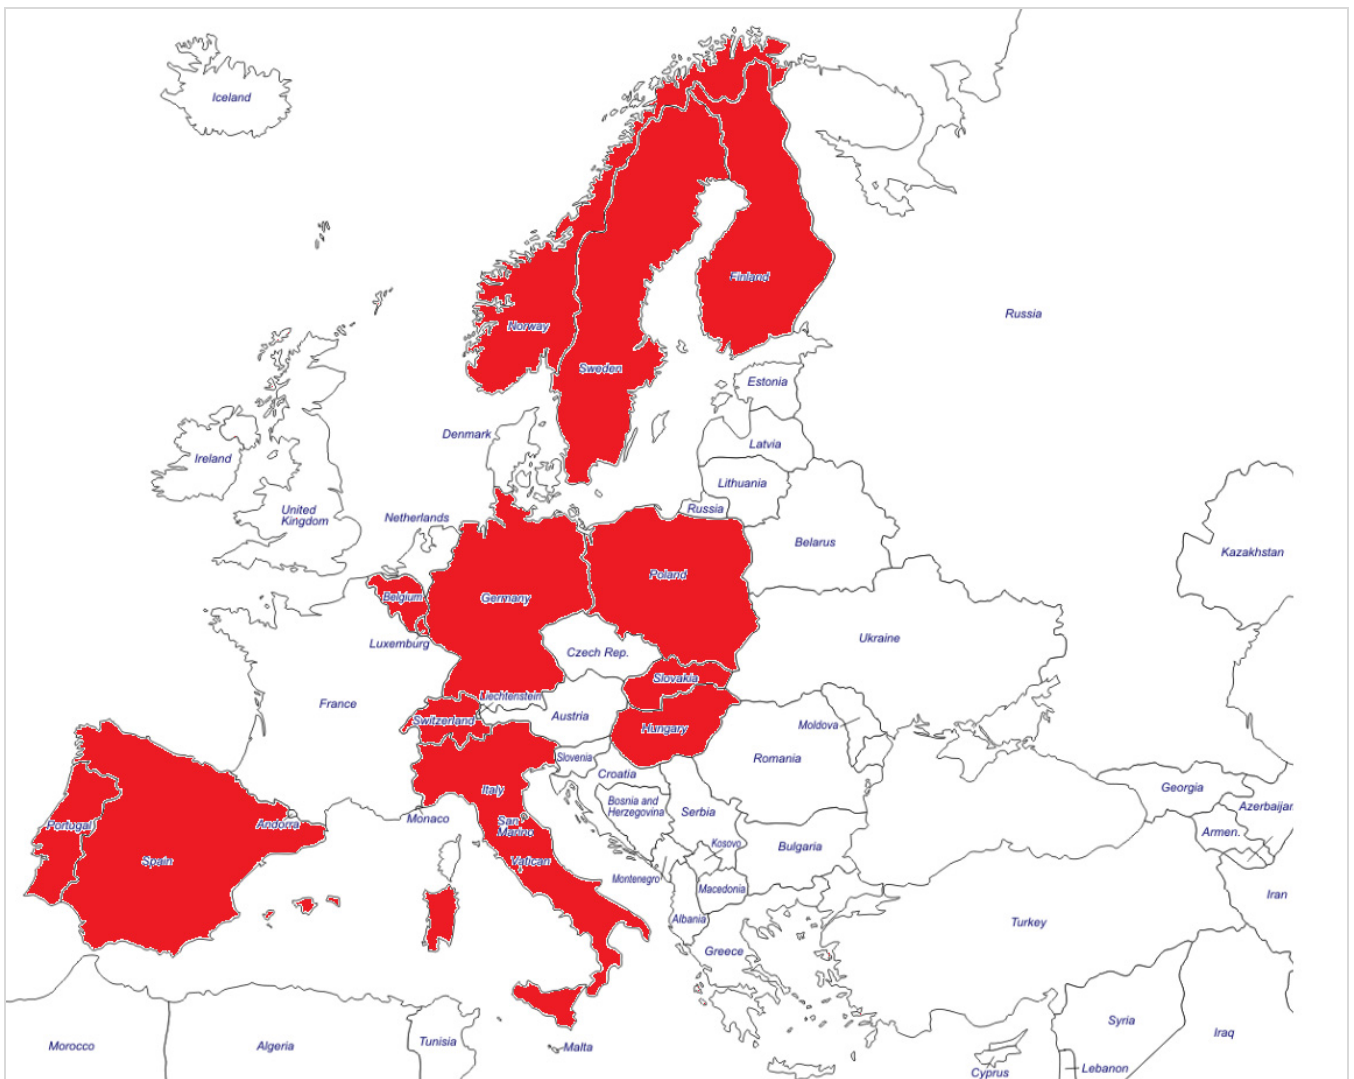 Iceland
Finland
Russia
Norway
Sweden
Estonia
Denmark
Latvia
Ireland
Lithuania
United
Kingdom
Netherlands
Russia
Belarus
Kazakhstan
Belgium
Germany
Poland
Luxemburg
Czech Rep.
Ukraine
Slovakia
France
Liechtenstein
Switzerland
Austria
Hungary
Moldova
Slovenia
Romania
Croatia
Italy
Georgia
Bosnia and
Herzegovina
Serbia
Azerbaijan
Portugal
Andorra
Monaco
San
Marino
Armen.
Kosovo
Bulgaria
Spain
Vatican
Montenegro
Macedonia
Iran
Albania
Turkey
Greece
Syria
Iraq
Morocco
Algeria
Tunisia
Malta
Cyprus
Lebanon